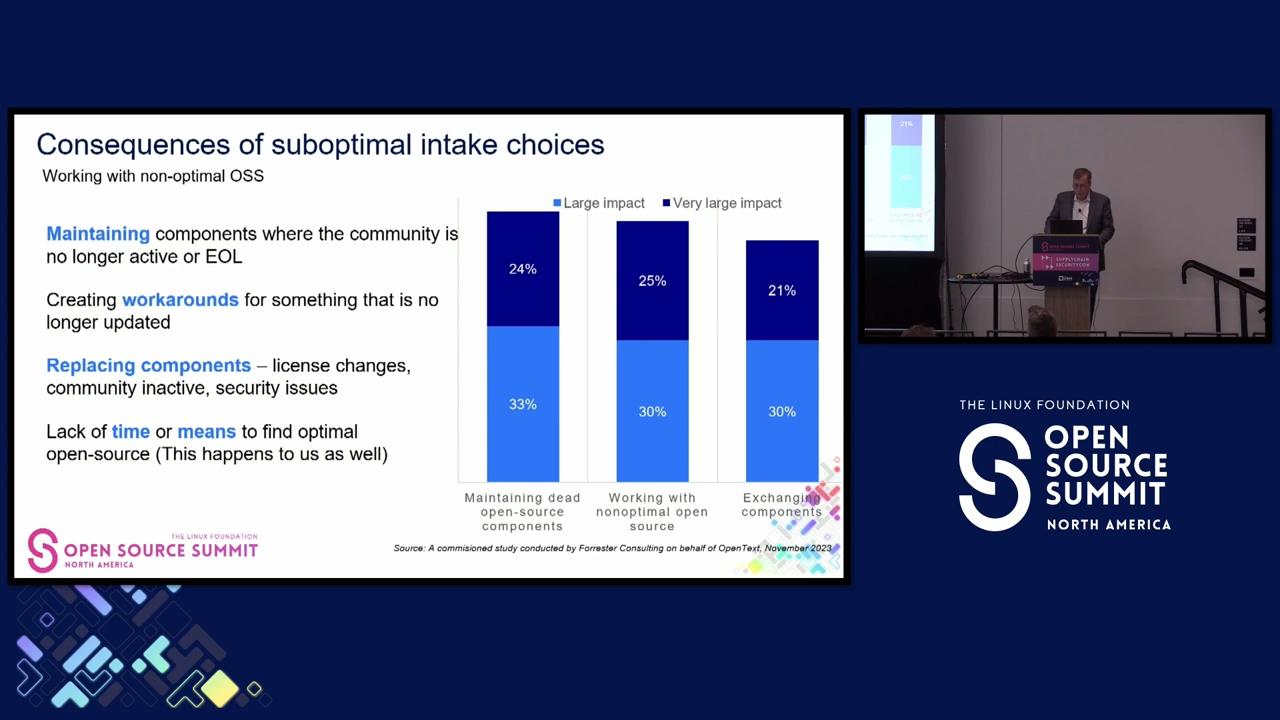 Consequences of suboptimal intake choices
Working with non-optimal OSS
Maintaining components where the community is
no longer active or EOL
Creating workarounds for something that is no
longer updated
Replacing components – license changes,
community inactive, security issues
Lack of time or means to find optimal
open-source (This happens to us as well)
Large impact
Very large impact
24%
25%
21%
33%
30%
30%
Maintaining dead
open-source
components
Working with
nonoptimal open
source
Exchanging
components
Source: A commisioned study conducted by Forrester Consulting on behalf of OpenText, November 2023
THE LINUX FOUNDATION
OPEN SOURCE SUMMIT
NORTH AMERICA
21%
SUPPLYCHAIN
SECURITYCON
THE LINUX FOUNDATION
OPEN
SOURCE
SUMMIT
NORTH AMERICA